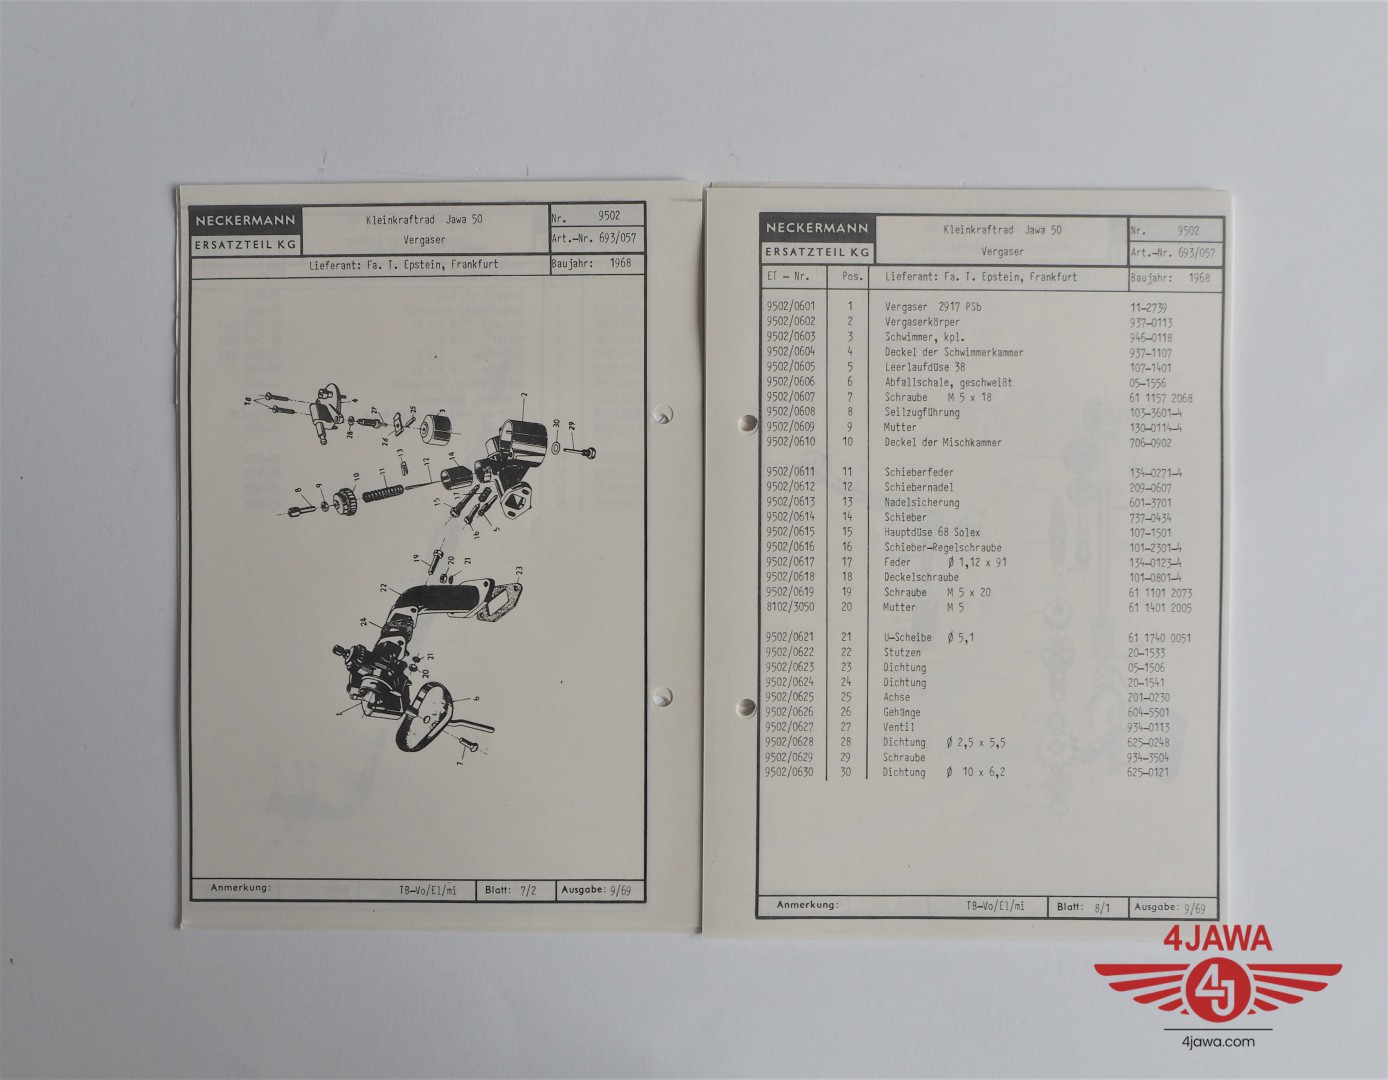 NECKERMANN
ERSATZTEIL KG
Kleinkraftrad Jawa 50
Vergaser
Nr. 9502
Art.-Nr. 693/057
Lieferant: Fa. T. Epstein, Frankfurt
Baujahr: 1968
Anmerkung: TB-Vo/El/mi Blatt: 7/2 Ausgabe: 9/69
NECKERMANN
ERSATZTEIL KG
Kleinkraftrad Jawa 50
Vergaser
Nr. 9502
Art.-Nr. 693/057
ET - Nr. Pos. Lieferant: Fa. T. Epstein, Frankfurt Baujahr: 1968
9502/0601 1 Vergaser 2917 PSb 11-2739
9502/0602 2 Vergaserkörper 937-0113
9502/0603 3 Schwimmer, kpl. 946-0118
9502/0604 4 Deckel der Schwimmerkammer 937-1107
9502/0605 5 Leerlaufdüse 38 107-1401
9502/0606 6 Abfallschale, geschweißt 05-1556
9502/0607 7 Schraube M 5 x 18 61 1157 2068
9502/0608 8 Seilzugführung 103-3601-4
9502/0609 9 Mutter 130-0114-4
9502/0610 10 Deckel der Mischkammer 706-0902
9502/0611 11 Schieberfeder 134-0271-4
9502/0612 12 Schiebernadel 209-0607
9502/0613 13 Nadelsicherung 601-3701
9502/0614 14 Schieber 737-0434
9502/0615 15 Hauptdüse 68 Solex 107-1501
9502/0616 16 Schieber-Regelschraube 101-2301-4
9502/0617 17 Feder Ø 1,12 x 91 134-0123-4
9502/0618 18 Deckelschraube 101-0801-4
9502/0619 19 Schraube M 5 x 20 61 1101 2073
8102/3050 20 Mutter M 5 61 1401 2005
9502/0621 21 U-Scheibe Ø 5,1 61 1740 0051
9502/0622 22 Stutzen 20-1533
9502/0623 23 Dichtung 05-1506
9502/0624 24 Dichtung 20-1541
9502/0625 25 Achse 201-0230
9502/0626 26 Gehänge 604-5501
9502/0627 27 Ventil 934-0113
9502/0628 28 Dichtung Ø 2,5 x 5,5 625-0248
9502/0629 29 Schraube 934-3504
9502/0630 30 Dichtung Ø 10 x 6,2 625-0121
Anmerkung: TB-Vo/El/mi Blatt: 8/1 Ausgabe: 9/69
4JAWA
4J
4jawa.com